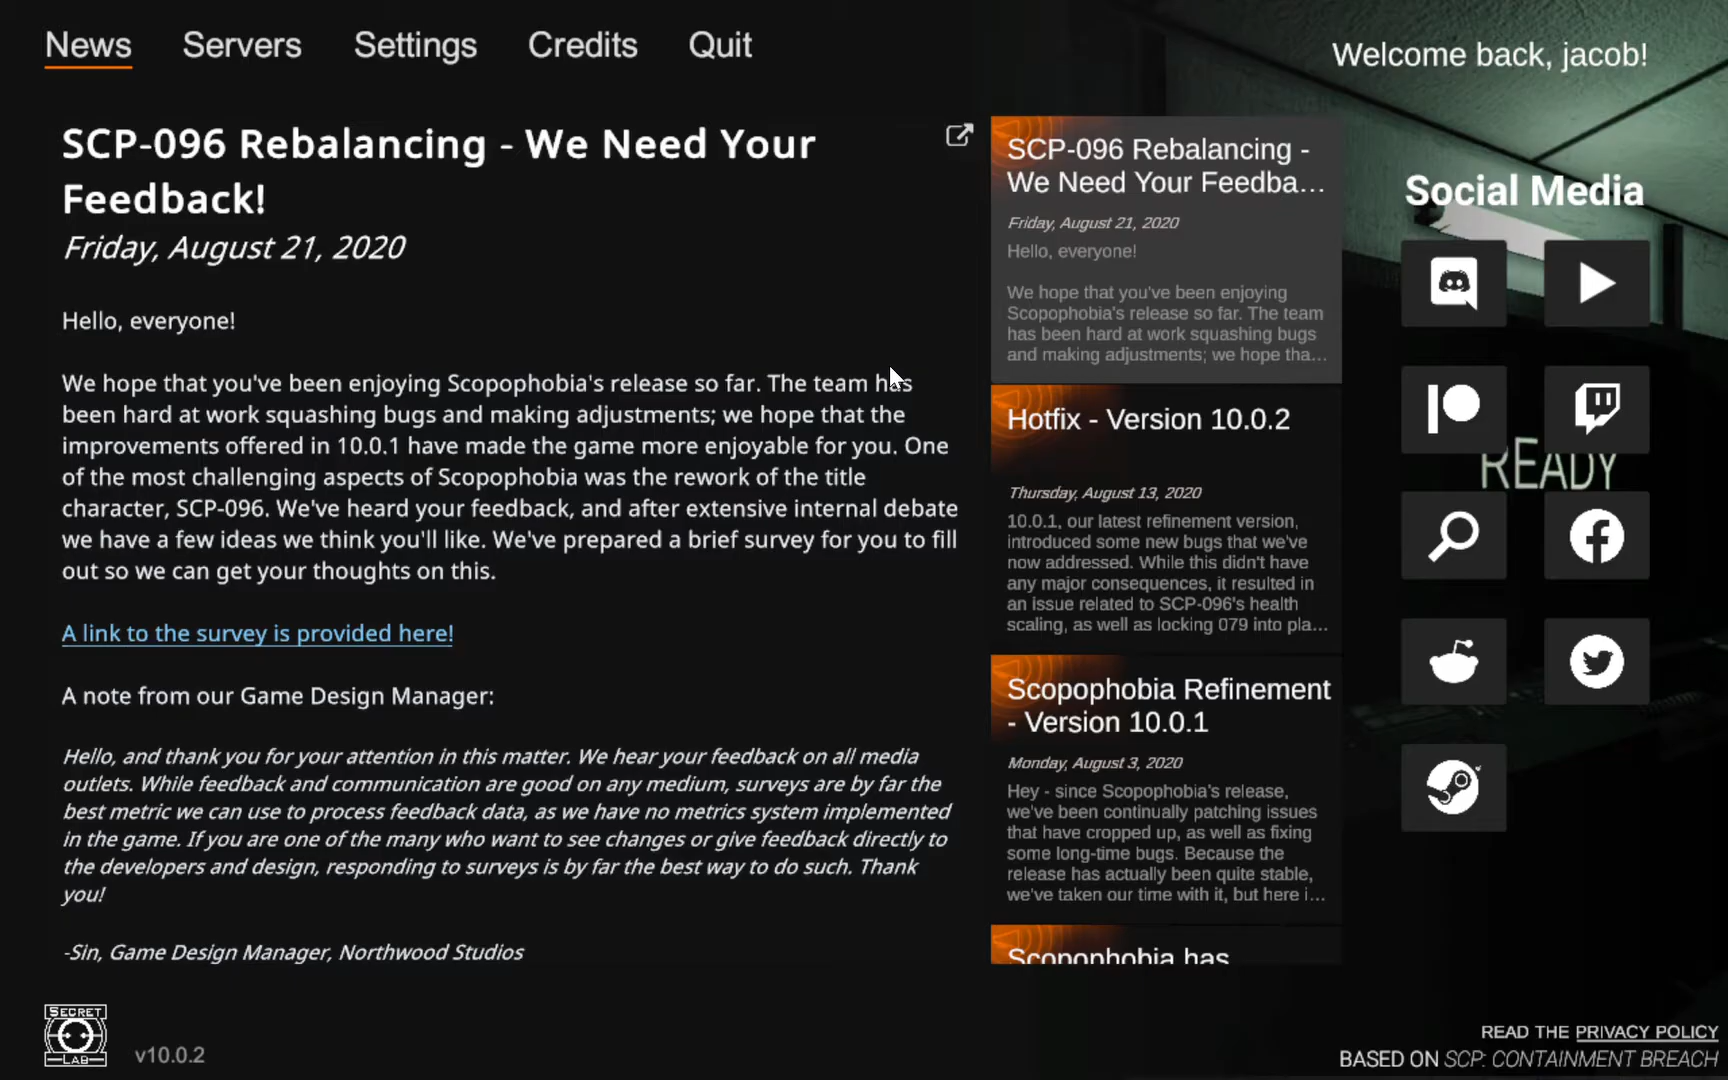 News Servers Settings Credits Quit
Welcome back, jacob!
SCP-096 Rebalancing - We Need Your
Feedback!
Friday, August 21, 2020
Hello, everyone!
We hope that you've been enjoying Scopophobia's release so far. The team has
been hard at work squashing bugs and making adjustments; we hope that the
improvements offered in 10.0.1 have made the game more enjoyable for you. One
of the most challenging aspects of Scopophobia was the rework of the title
character, SCP-096. We've heard your feedback, and after extensive internal debate
we have a few ideas we think you'll like. We've prepared a brief survey for you to fill
out so we can get your thoughts on this.
A link to the survey is provided here!
A note from our Game Design Manager:
Hello, and thank you for your attention in this matter. We hear your feedback on all media
outlets. While feedback and communication are good on any medium, surveys are by far the
best metric we can use to process feedback data, as we have no metrics system implemented
in the game. If you are one of the many who want to see changes or give feedback directly to
the developers and design, responding to surveys is by far the best way to do such. Thank
you!
-Sin, Game Design Manager, Northwood Studios
SCP-096 Rebalancing -
We Need Your Feedba...
Friday, August 21, 2020
Hello, everyone!
We hope that you've been enjoying
Scopophobia's release so far. The team
has been hard at work squashing bugs
and making adjustments; we hope tha...
Hotfix - Version 10.0.2
Thursday, August 13, 2020
10.0.1, our latest refinement version,
introduced some new bugs that we've
now addressed. While this didn't have
any major consequences, it resulted in
an issue related to SCP-096's health
scaling, as well as locking 079 into pla...
Scopophobia Refinement
- Version 10.0.1
Monday, August 3, 2020
Hey - since Scopophobia's release,
we've been continually patching issues
that have cropped up, as well as fixing
some long-time bugs. Because the
release has actually been quite stable,
we've taken our time with it, but here i...
Scopophobia has
Social Media
READY
SECRET
LAB
v10.0.2
READ THE PRIVACY POLICY
BASED ON SCP: CONTAINMENT BREACH